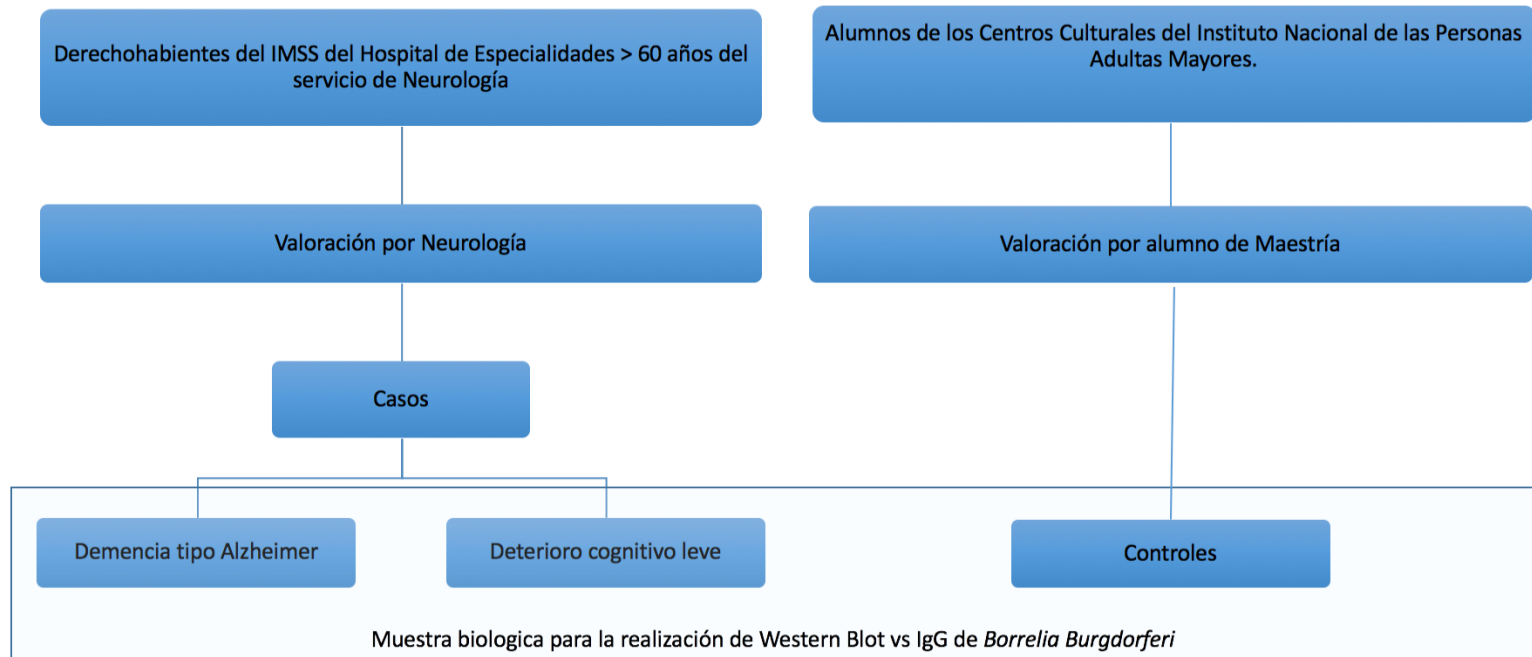 Derechohabientes del IMSS del Hospital de Especialidades > 60 años del
servicio de Neurología
Alumnos de los Centros Culturales del Instituto Nacional de las Personas
Adultas Mayores.
Valoración por Neurología
Valoración por alumno de Maestría
Casos
Demencia tipo Alzheimer
Deterioro cognitivo leve
Controles
Muestra biologica para la realización de Western Blot vs IgG de Borrelia Burgdorferi